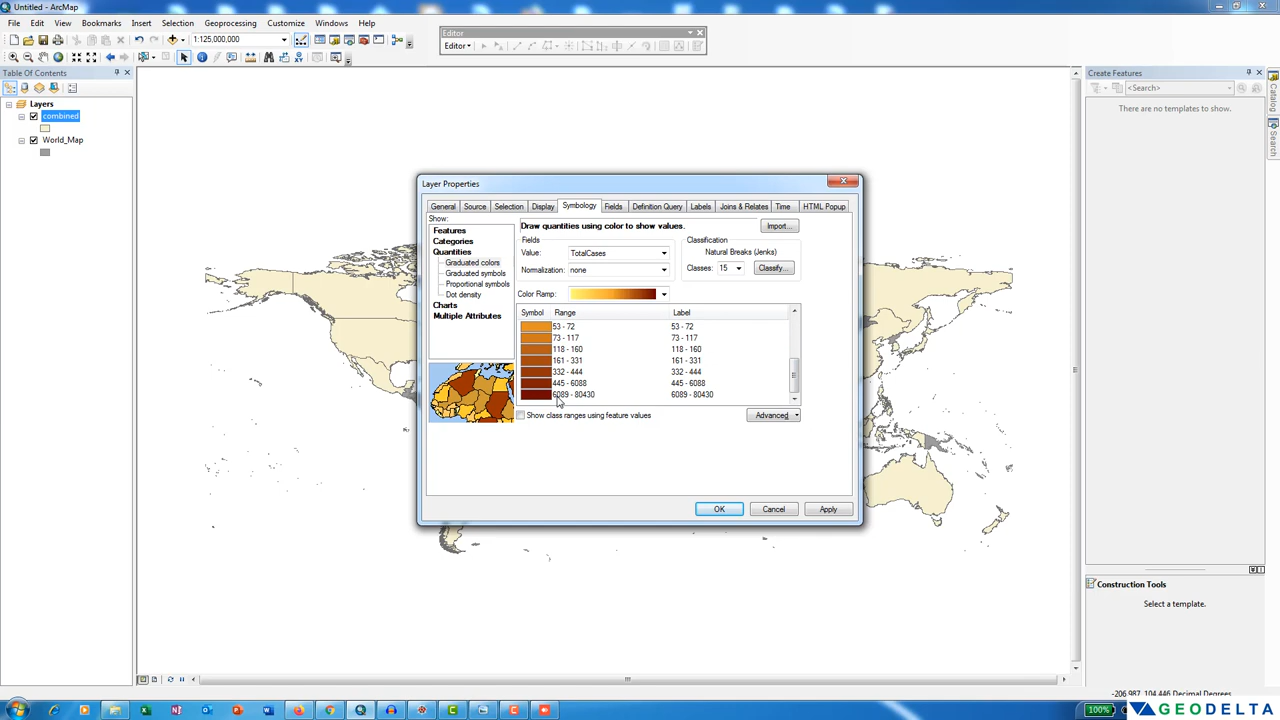 Untitled - ArcMap
File Edit View Bookmarks Insert Selection Geoprocessing Customize Windows Help
1:125,000,000
Editor
Editor
Table Of Contents
Layers
combined
World_Map
Create Features
<Search>
There are no templates to show.
Catalog
Search
Layer Properties
General Source Selection Display Symbology Fields Definition Query Labels Joins & Relates Time HTML Popup
Show:
Features
Categories
Quantities
Graduated colors
Graduated symbols
Proportional symbols
Dot density
Charts
Multiple Attributes
Draw quantities using color to show values.
Import...
Fields
Value: TotalCases
Normalization: none
Classification
Natural Breaks (Jenks)
Classes: 15 Classify...
Color Ramp:
Symbol Range Label
53 - 72 53 - 72
73 - 117 73 - 117
118 - 160 118 - 160
161 - 331 161 - 331
332 - 444 332 - 444
445 - 6088 445 - 6088
6089 - 80430 6089 - 80430
Show class ranges using feature values
Advanced
OK Cancel Apply
Construction Tools
Select a template.
-206.987 104.446 Decimal Degrees
100%
GEODELTA